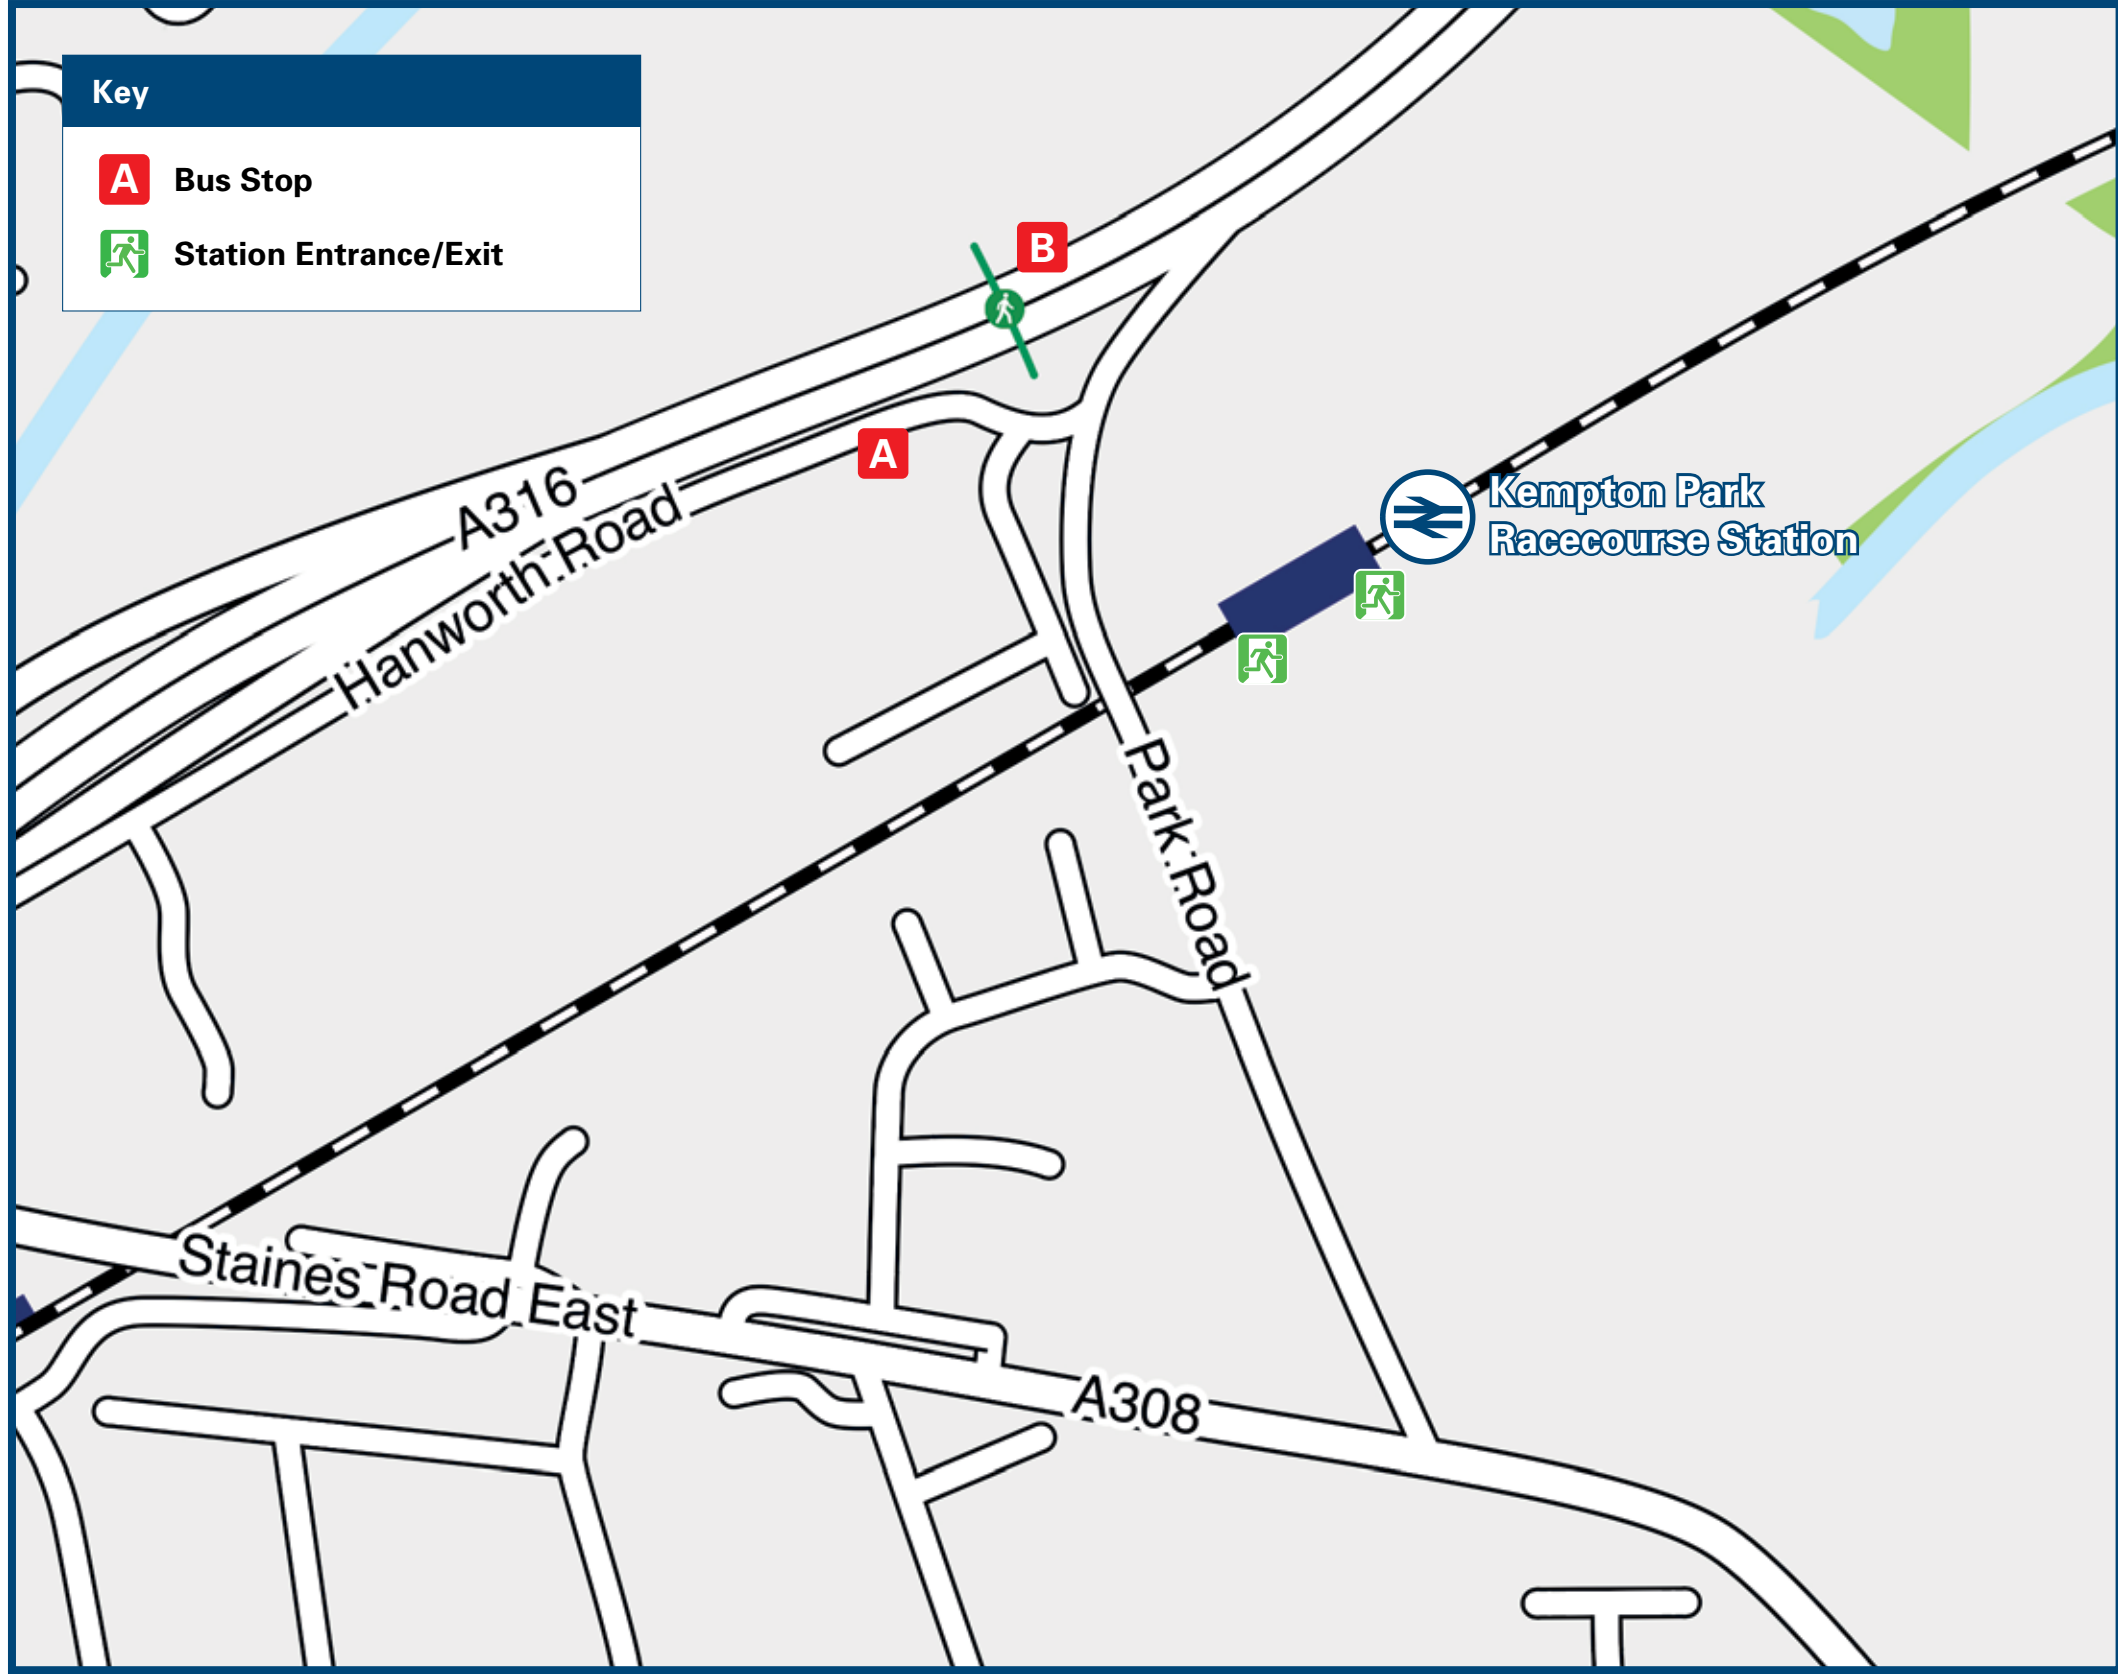 Key
A Bus Stop
Station Entrance/Exit
B
A316
Hanworth Road
A
Kempton Park
Racecourse Station
Park Road
Staines Road East
A308